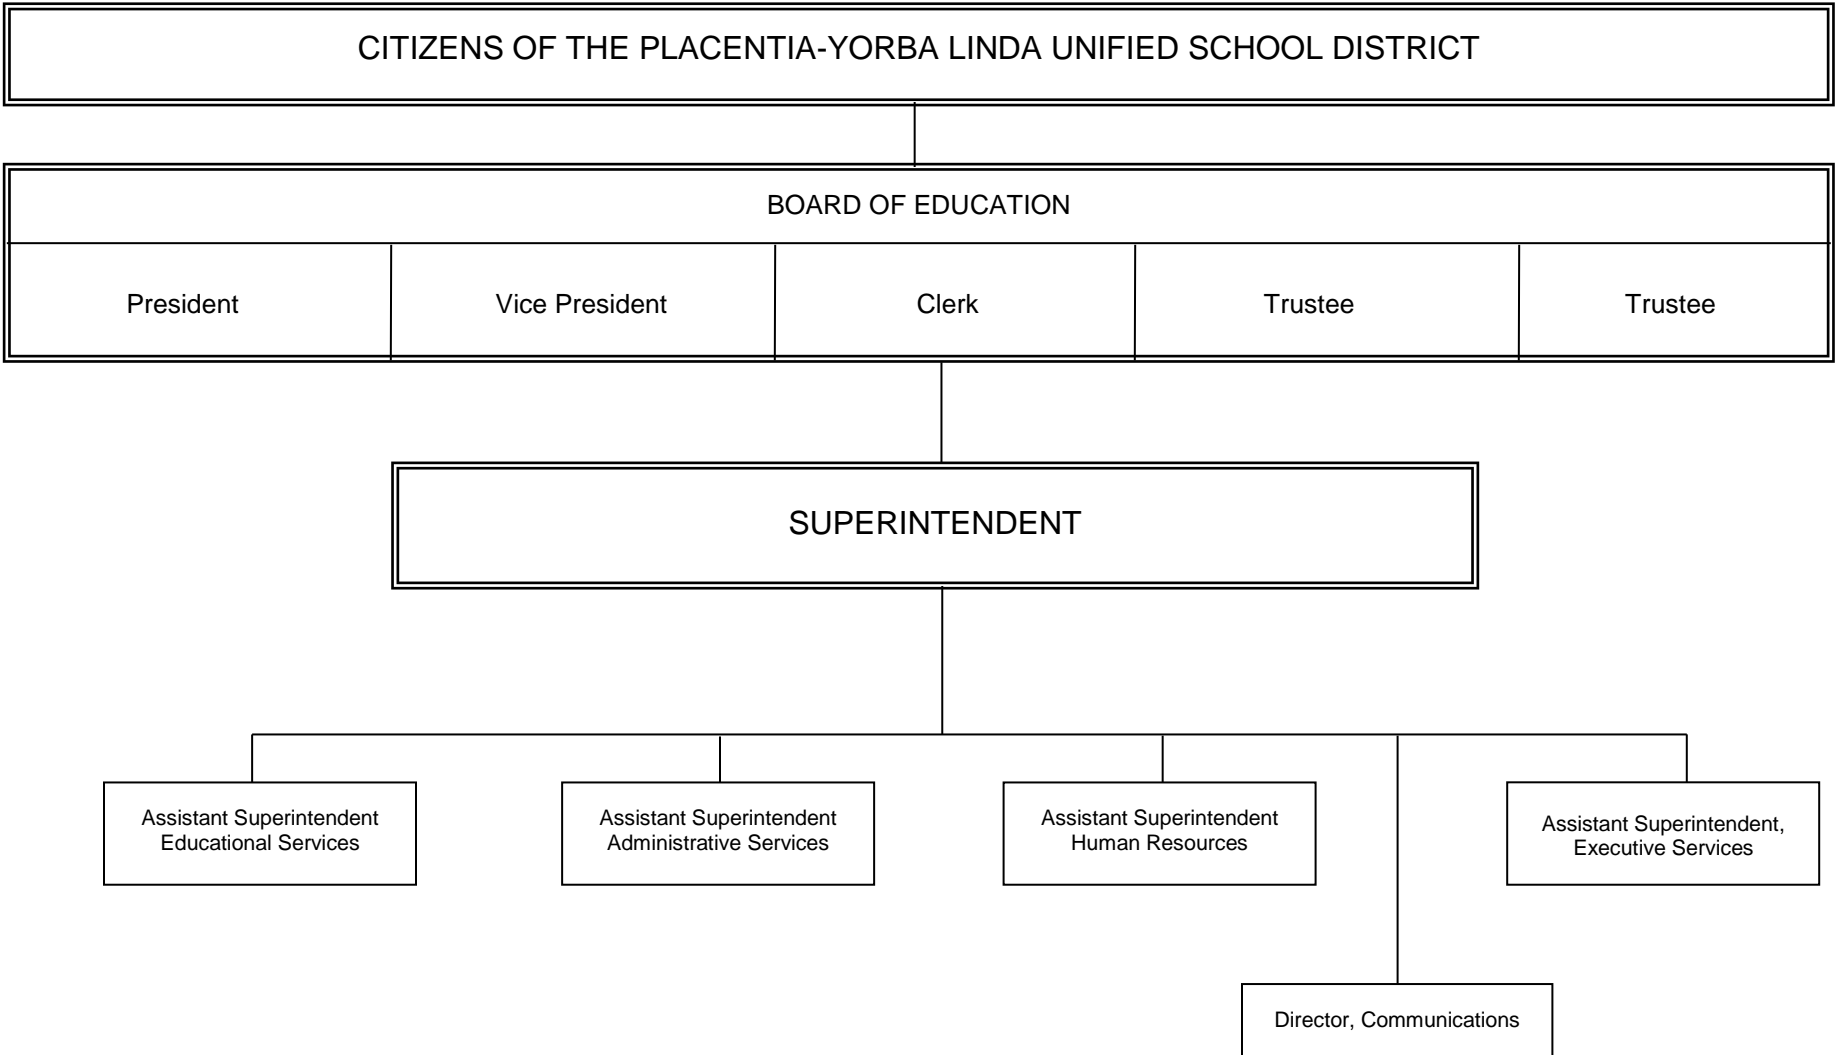 CITIZENS OF THE PLACENTIA-YORBA LINDA UNIFIED SCHOOL DISTRICT
BOARD OF EDUCATION
President
Vice President
Clerk
Trustee
Trustee
SUPERINTENDENT
Assistant Superintendent
Educational Services
Assistant Superintendent
Administrative Services
Assistant Superintendent
Human Resources
Assistant Superintendent,
Executive Services
Director, Communications